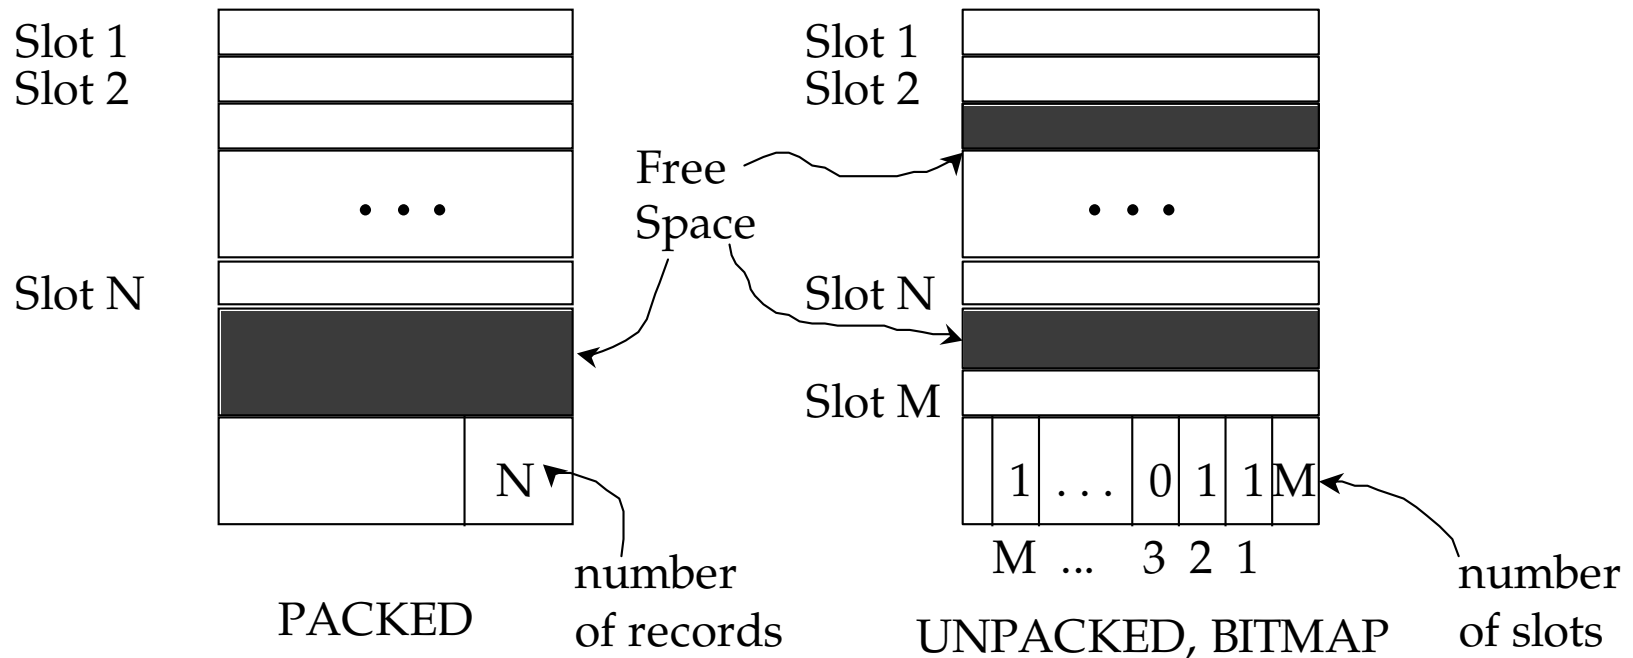 Slot 1
Slot 2
Slot N
. . .
N
number
of records
PACKED
Free
Space
Slot 1
Slot 2
. . .
Slot N
Slot M
1 . . . 0 1 1 M
M ... 3 2 1
number
of slots
UNPACKED, BITMAP